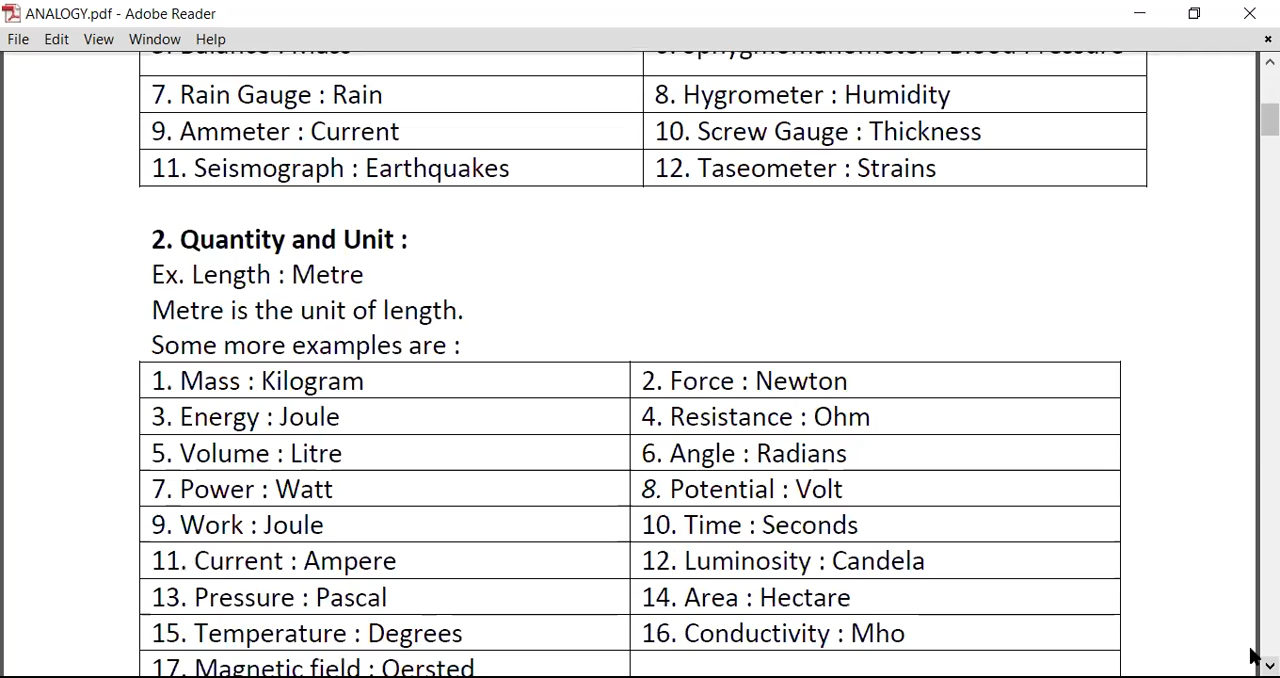 ANALOGY.pdf - Adobe Reader
File Edit View Window Help
7. Rain Gauge : Rain 8. Hygrometer : Humidity
9. Ammeter : Current 10. Screw Gauge : Thickness
11. Seismograph : Earthquakes 12. Taseometer : Strains
2. Quantity and Unit :
Ex. Length : Metre
Metre is the unit of length.
Some more examples are :
1. Mass : Kilogram 2. Force : Newton
3. Energy : Joule 4. Resistance : Ohm
5. Volume : Litre 6. Angle : Radians
7. Power : Watt 8. Potential : Volt
9. Work : Joule 10. Time : Seconds
11. Current : Ampere 12. Luminosity : Candela
13. Pressure : Pascal 14. Area : Hectare
15. Temperature : Degrees 16. Conductivity : Mho
17. Magnetic field : Oersted